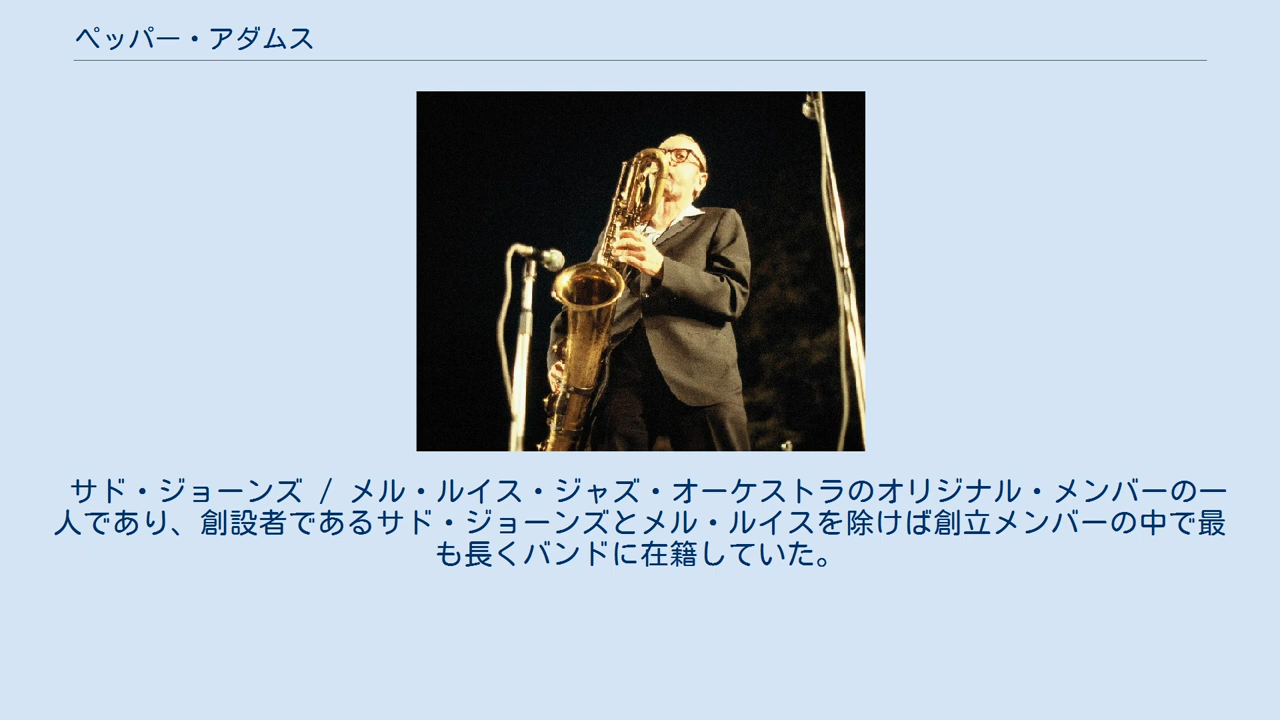 ペッパー・アダムス
サド・ジョーンズ / メル・ルイス・ジャズ・オーケストラのオリジナル・メンバーの一
人であり、創設者であるサド・ジョーンズとメル・ルイスを除けば創立メンバーの中で最
も長くバンドに在籍していた。